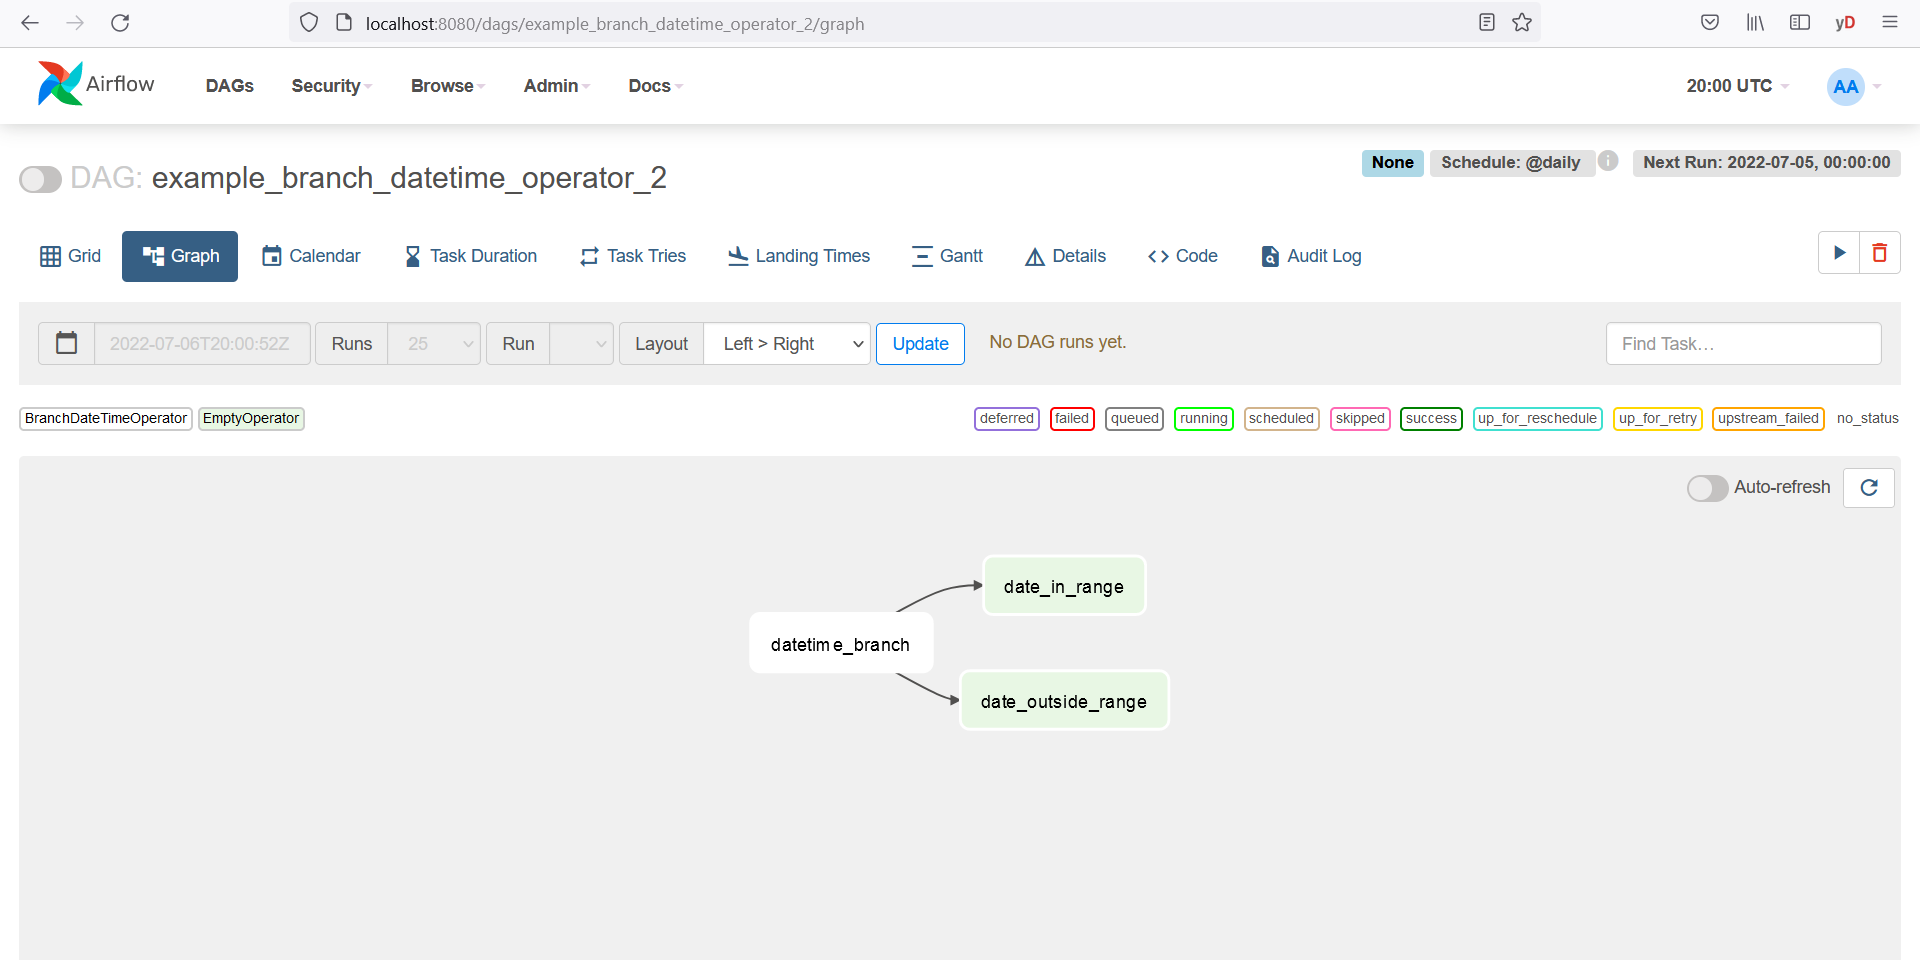 localhost:8080/dags/example_branch_datetime_operator_2/graph
yD
Airflow DAGs Security Browse Admin Docs 20:00 UTC AA
DAG: example_branch_datetime_operator_2
None Schedule: @daily i Next Run: 2022-07-05, 00:00:00
Grid Graph Calendar Task Duration Task Tries Landing Times Gantt Details Code Audit Log
2022-07-06T20:00:52Z Runs 25 Run Layout Left > Right Update No DAG runs yet. Find Task…
BranchDateTimeOperator EmptyOperator deferred failed queued running scheduled skipped success up_for_reschedule up_for_retry upstream_failed no_status
Auto-refresh
date_in_range
datetime_branch
date_outside_range